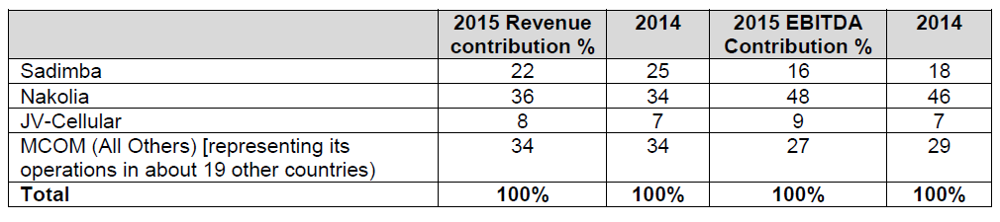 2015 Revenue contribution % 2014 2015 EBITDA Contribution % 2014
Sadimba 22 25 16 18
Nakolia 36 34 48 46
JV-Cellular 8 7 9 7
MCOM (All Others) [representing its 34 34 27 29
operations in about 19 other countries)
Total 100% 100% 100% 100%